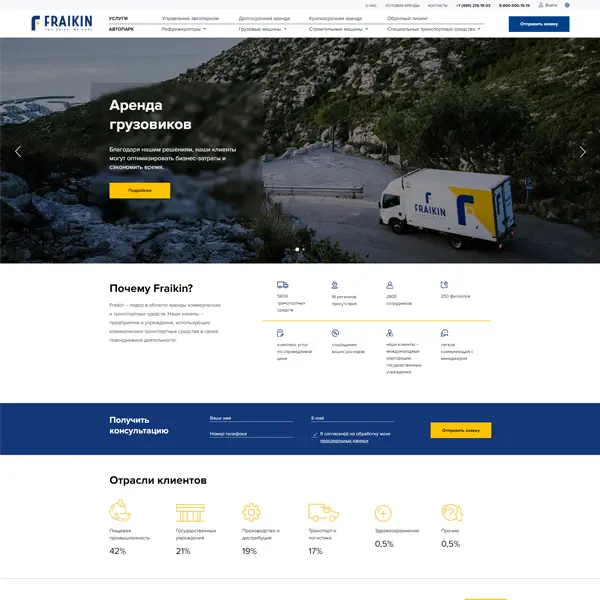 О НАС УСЛОВИЯ АРЕНДЫ КОНТАКТЫ +7 (495) 215-15-03 8-800-500-15-15 Войти
FRAIKIN
YOU DRIVE, WE CARE
УСЛУГИ Управление автопарком Долгосрочная аренда Краткосрочная аренда Обратный лизинг
АВТОПАРК Рефрижераторы Грузовые машины Строительные машины Специальные транспортные средства
Отправить заявку
Аренда
грузовиков
Благодаря нашим решениям, наши клиенты
могут оптимизировать бизнес-затраты и
сэкономить время.
Подробнее
FRAIKIN
Почему Fraikin?
Fraikin – лидер в области аренды коммерческих
и транспортных средств. Наши клиены –
предприятия и учреждения, использующие
коммерческие транспортные средства в своей
повседневной деятельности.
5800
транспортных
средств
16 регионов
присутствия
2800
сотрудников
250 филиалов
комплекс услуг
по справедливой
цене
сокращение
ваших расходов
наши клиенты –
международные
корпорации,
государственные
учреждения
легкая
коммуникация с
менеджером
Получить
консультацию
Ваше имя
E-mail
Номер телефона
Я согласен(а) на обработку моих
персональных данных
Отправить заявку
Отрасли клиентов
Пищевая
промышленность
42%
Государственные
учреждения
21%
Производство и
дистрибуция
19%
Транспорт и
логистика
17%
Здравоохранение
0,5%
Прочие
0,5%